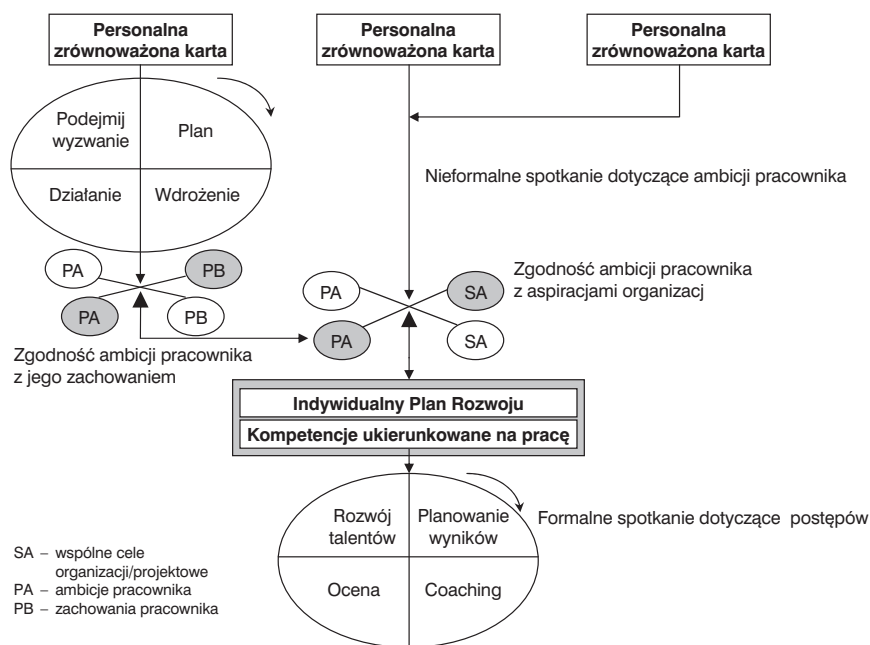 Personalna
zrównoważona karta
Personalna
zrównoważona karta
Personalna
zrównoważona karta
Podejmij
wyzwanie
Plan
Działanie
Wdrożenie
Nieformalne spotkanie dotyczące ambicji pracownika
PA
PB
PA
PB
Zgodność ambicji pracownika
z jego zachowaniem
PA
SA
PA
SA
Zgodność ambicji pracownika
z aspiracjami organizacj
Indywidualny Plan Rozwoju
Kompetencje ukierunkowane na pracę
Rozwój
talentów
Planowanie
wyników
Ocena
Coaching
Formalne spotkanie dotyczące postępów
SA – wspólne cele
organizacji/projektowe
PA – ambicje pracownika
PB – zachowania pracownika